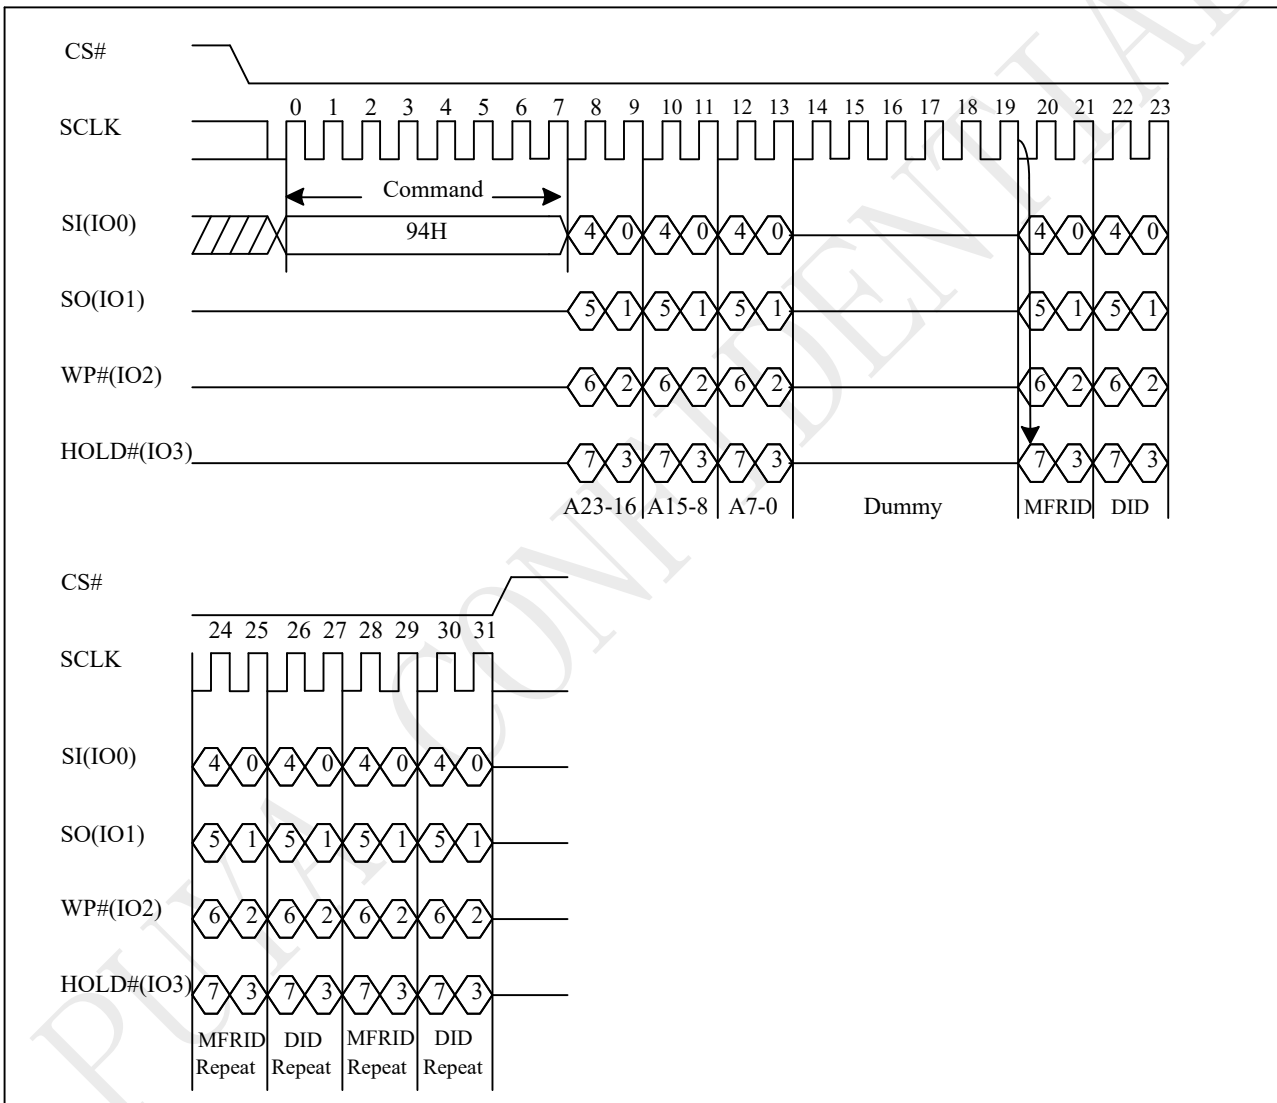 CS#
0 1 2 3 4 5 6 7 8 9 10 11 12 13 14 15 16 17 18 19 20 21 22 23
SCLK
Command
SI(IO0) 94H 4 0 4 0 4 0 4 0 4 0
SO(IO1) 5 1 5 1 5 1 5 1 5 1
WP#(IO2) 6 2 6 2 6 2 6 2 6 2
HOLD#(IO3) 7 3 7 3 7 3 7 3 7 3
A23-16 A15-8 A7-0 Dummy MFRID DID
CS#
24 25 26 27 28 29 30 31
SCLK
SI(IO0) 4 0 4 0 4 0 4 0
SO(IO1) 5 1 5 1 5 1 5 1
WP#(IO2) 6 2 6 2 6 2 6 2
HOLD#(IO3) 7 3 7 3 7 3 7 3
MFRID DID MFRID DID
Repeat Repeat Repeat Repeat
PUYA CONFIDENTIAL